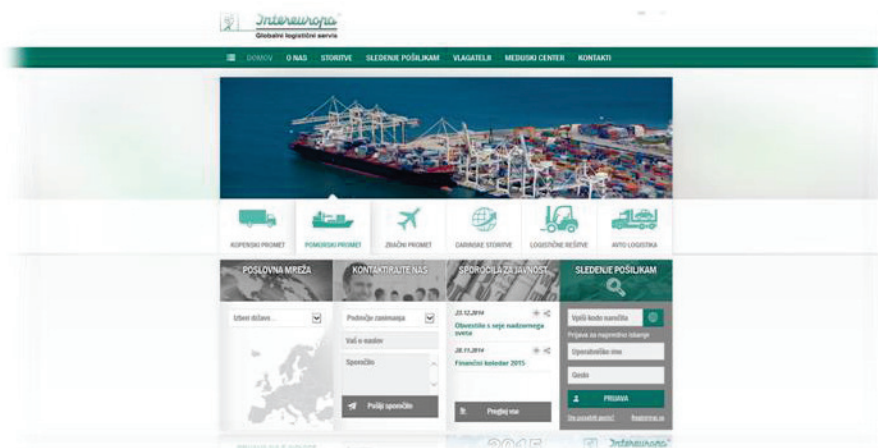 Intereuropa
Globalni logistični servis
DOMOV O NAS STORITVE SLEDENJE POŠILJKAM VLAGATELJI MEDIJSKI CENTER KONTAKTI
KOPENSKI PROMET POMORSKI PROMET ZRAČNI PROMET CARINSKE STORITVE LOGISTIČNE REŠITVE AVTO LOGISTIKA
POSLOVNA MREŽA KONTAKTIRAJTE NAS SPOROČILA ZA JAVNOST SLEDENJE POŠILJKAM
Izberi državo...
Področje zanimanja
Vaš e-naslov
Sporočilo
Pošlji sporočilo
23.12.2014
Obvestilo s seje nadzornega
sveta
28.11.2014
Finančni koledar 2015
Preglej vse
Vpiši kodo naročila
Prijava za napredno iskanje
Uporabniško ime
Geslo
PRIJAVA
Ste pozabili geslo? Registriraj se
2015
Intereuropa